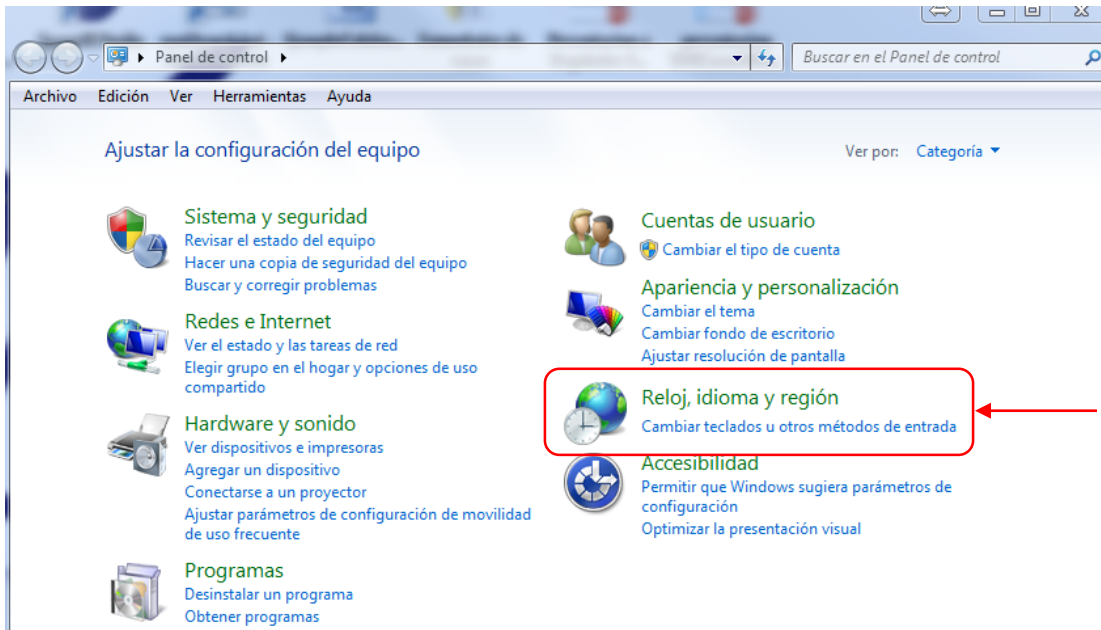 Panel de control
Buscar en el Panel de control
Archivo Edición Ver Herramientas Ayuda
Ajustar la configuración del equipo
Ver por: Categoría
Sistema y seguridad
Revisar el estado del equipo
Hacer una copia de seguridad del equipo
Buscar y corregir problemas
Redes e Internet
Ver el estado y las tareas de red
Elegir grupo en el hogar y opciones de uso
compartido
Hardware y sonido
Ver dispositivos e impresoras
Agregar un dispositivo
Conectarse a un proyector
Ajustar parámetros de configuración de movilidad
de uso frecuente
Programas
Desinstalar un programa
Obtener programas
Cuentas de usuario
Cambiar el tipo de cuenta
Apariencia y personalización
Cambiar el tema
Cambiar fondo de escritorio
Ajustar resolución de pantalla
Reloj, idioma y región
Cambiar teclados u otros métodos de entrada
Accesibilidad
Permitir que Windows sugiera parámetros de
configuración
Optimizar la presentación visual